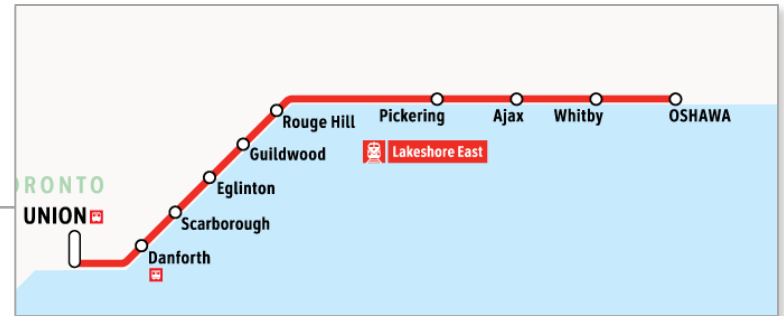 Rouge Hill
Pickering
Ajax
Whitby
OSHAWA
Guildwood
Lakeshore East
Eglinton
ORONTO
UNION
Scarborough
Danforth